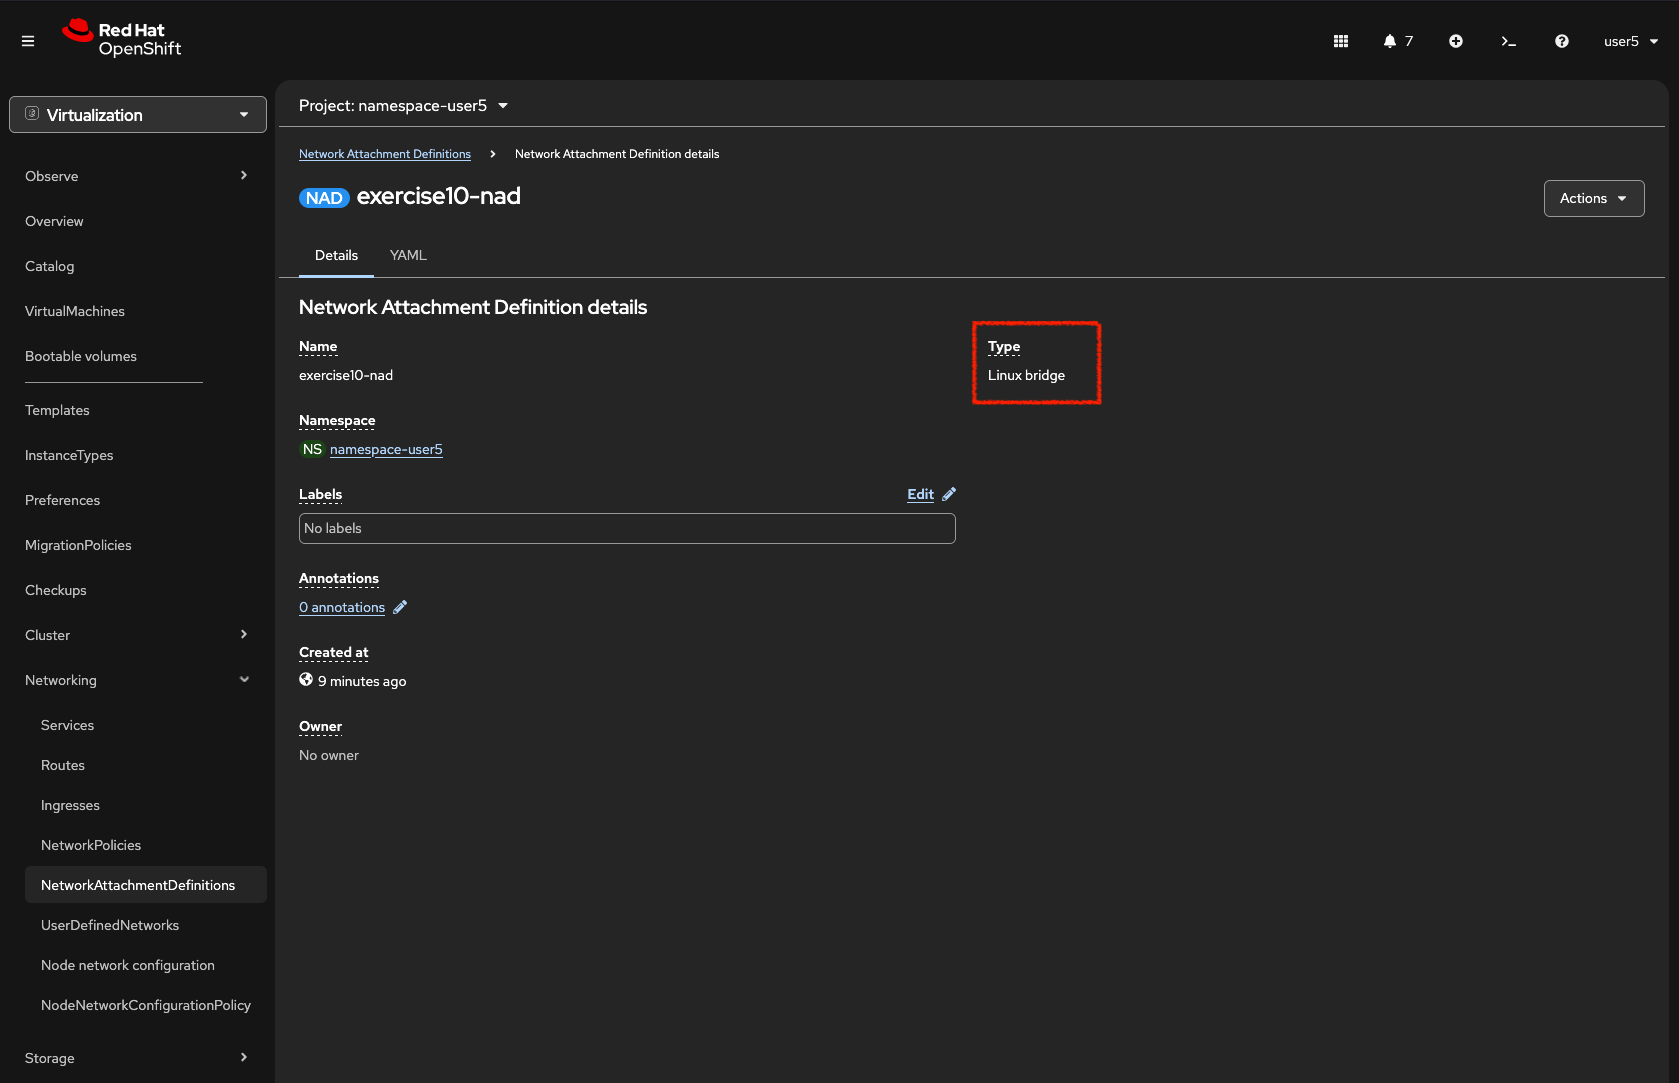 Red Hat
OpenShift
7
user5
Virtualization
Project: namespace-user5
Observe
Overview
Catalog
VirtualMachines
Bootable volumes
Templates
InstanceTypes
Preferences
MigrationPolicies
Checkups
Cluster
Networking
Services
Routes
Ingresses
NetworkPolicies
NetworkAttachmentDefinitions
UserDefinedNetworks
Node network configuration
NodeNetworkConfigurationPolicy
Storage
Network Attachment Definitions
Network Attachment Definition details
NAD exercise10-nad
Actions
Details
YAML
Network Attachment Definition details
Name
exercise10-nad
Namespace
NS namespace-user5
Labels
Edit
No labels
Annotations
0 annotations
Created at
9 minutes ago
Owner
No owner
Type
Linux bridge